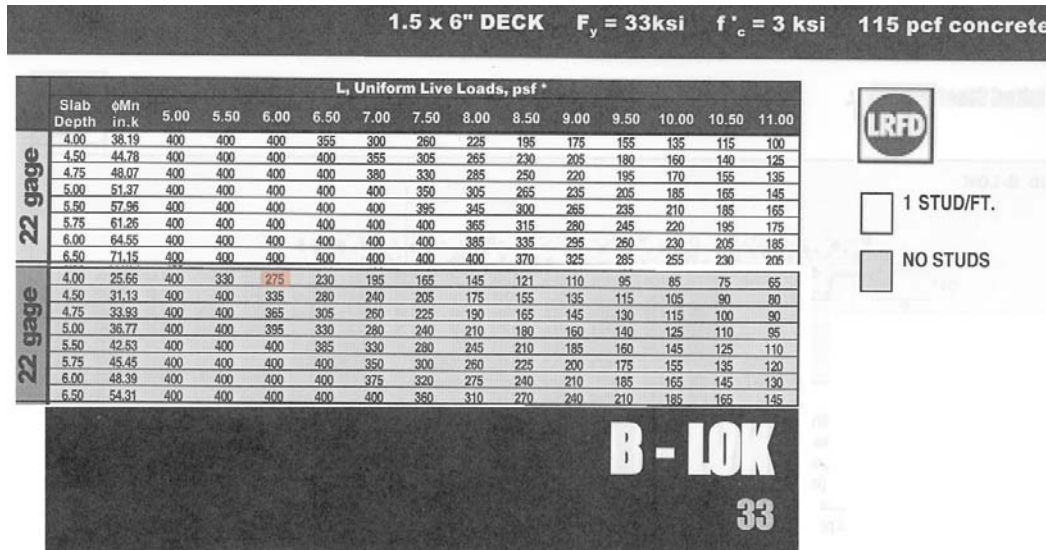 1.5 x 6" DECK Fy = 33ksi f'c = 3 ksi 115 pcf concrete
L, Uniform Live Loads, psf *
Slab Depth ϕMn in.k 5.00 5.50 6.00 6.50 7.00 7.50 8.00 8.50 9.00 9.50 10.00 10.50 11.00
22 gage
4.00 38.19 400 400 400 355 300 260 225 195 175 155 135 115 100
4.50 44.78 400 400 400 400 355 305 265 230 205 180 160 140 125
4.75 48.07 400 400 400 400 380 330 285 250 220 195 170 155 135
5.00 51.37 400 400 400 400 400 350 305 265 235 205 185 165 145
5.50 57.96 400 400 400 400 400 395 345 300 265 235 210 185 165
5.75 61.26 400 400 400 400 400 400 365 315 280 245 220 195 175
6.00 64.55 400 400 400 400 400 400 385 335 295 260 230 205 185
6.50 71.15 400 400 400 400 400 400 400 370 325 285 255 230 205
22 gage
4.00 25.66 400 330 275 230 195 165 145 121 110 95 85 75 65
4.50 31.13 400 400 335 280 240 205 175 155 135 115 105 90 80
4.75 33.93 400 400 365 305 260 225 190 165 145 130 115 100 90
5.00 36.77 400 400 395 330 280 240 210 180 160 140 125 110 95
5.50 42.53 400 400 400 385 330 280 245 210 185 160 145 125 110
5.75 45.45 400 400 400 400 350 300 260 225 200 175 155 135 120
6.00 48.39 400 400 400 400 375 320 275 240 210 185 165 145 130
6.50 54.31 400 400 400 400 400 360 310 270 240 210 185 165 145
LRFD
1 STUD/FT.
NO STUDS
B - LOK
33